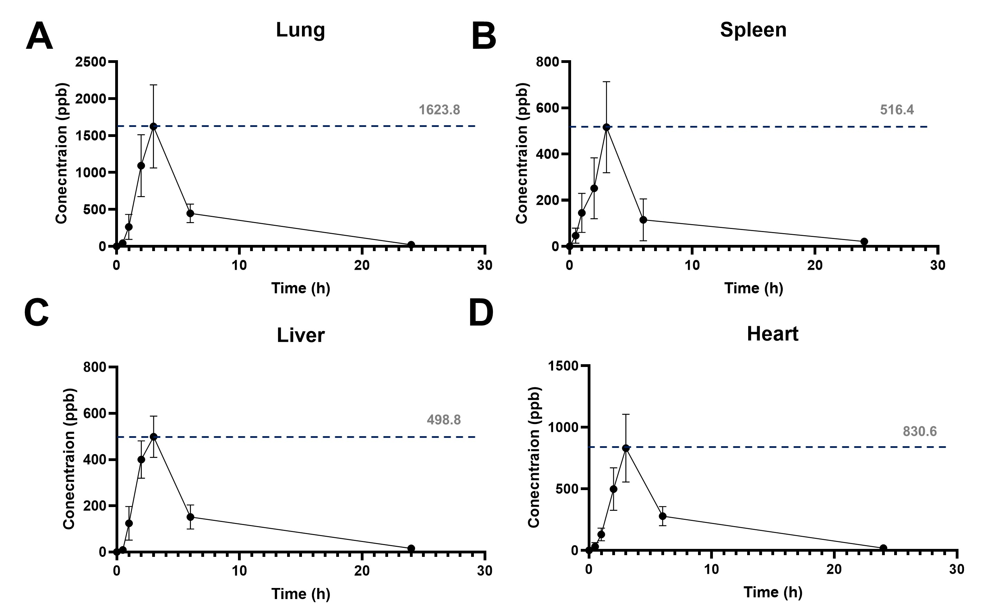 A
Lung
Conecntraion (ppb)
2500
2000
1500
1000
500
0
1623.8
0 10 20 30
Time (h)
B
Spleen
Conecntraion (ppb)
800
600
400
200
0
516.4
0 10 20 30
Time (h)
C
Liver
Conecntraion (ppb)
800
600
400
200
0
498.8
0 10 20 30
Time (h)
D
Heart
Conecntraion (ppb)
1500
1000
500
0
830.6
0 10 20 30
Time (h)